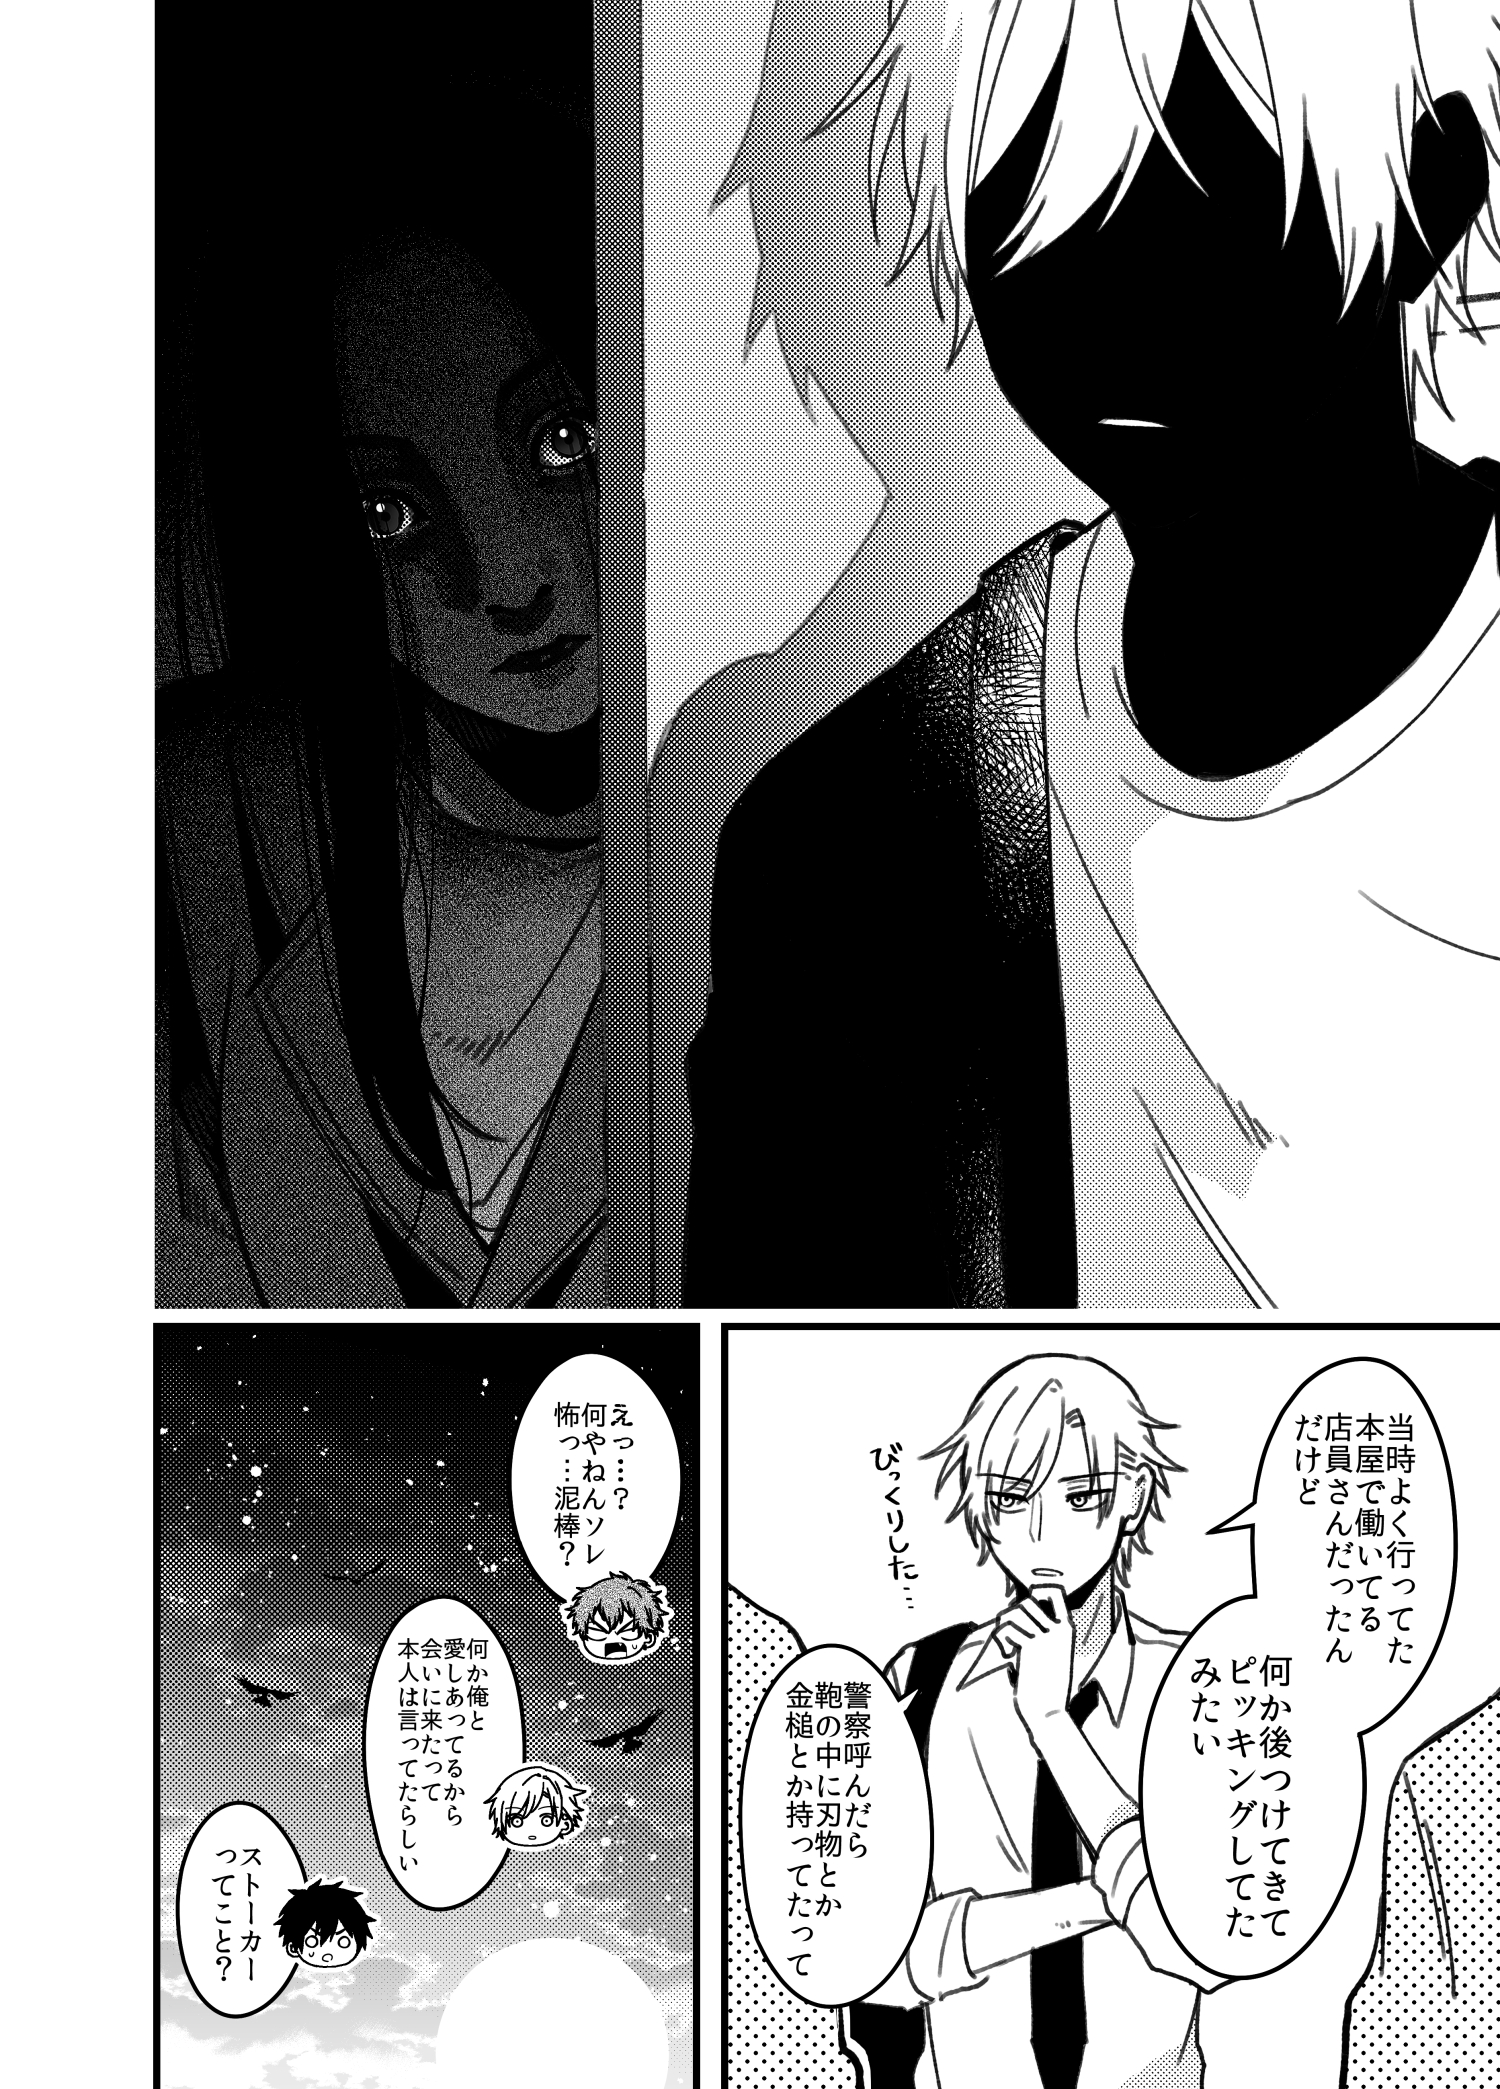 当時よく行ってた
本屋で働いてる
店員さんだったん
だけど
何か後つけてきて
ピッキングしてた
みたい
びっくりした…
警察呼んだら
鞄の中に刃物とか
金槌とか持ってたって
えっ…？
何やねんソレ
怖っ…泥棒？
何か俺と
愛しあってるから
会いに来たって
本人は言ってたらしい
ストーカー
ってこと？